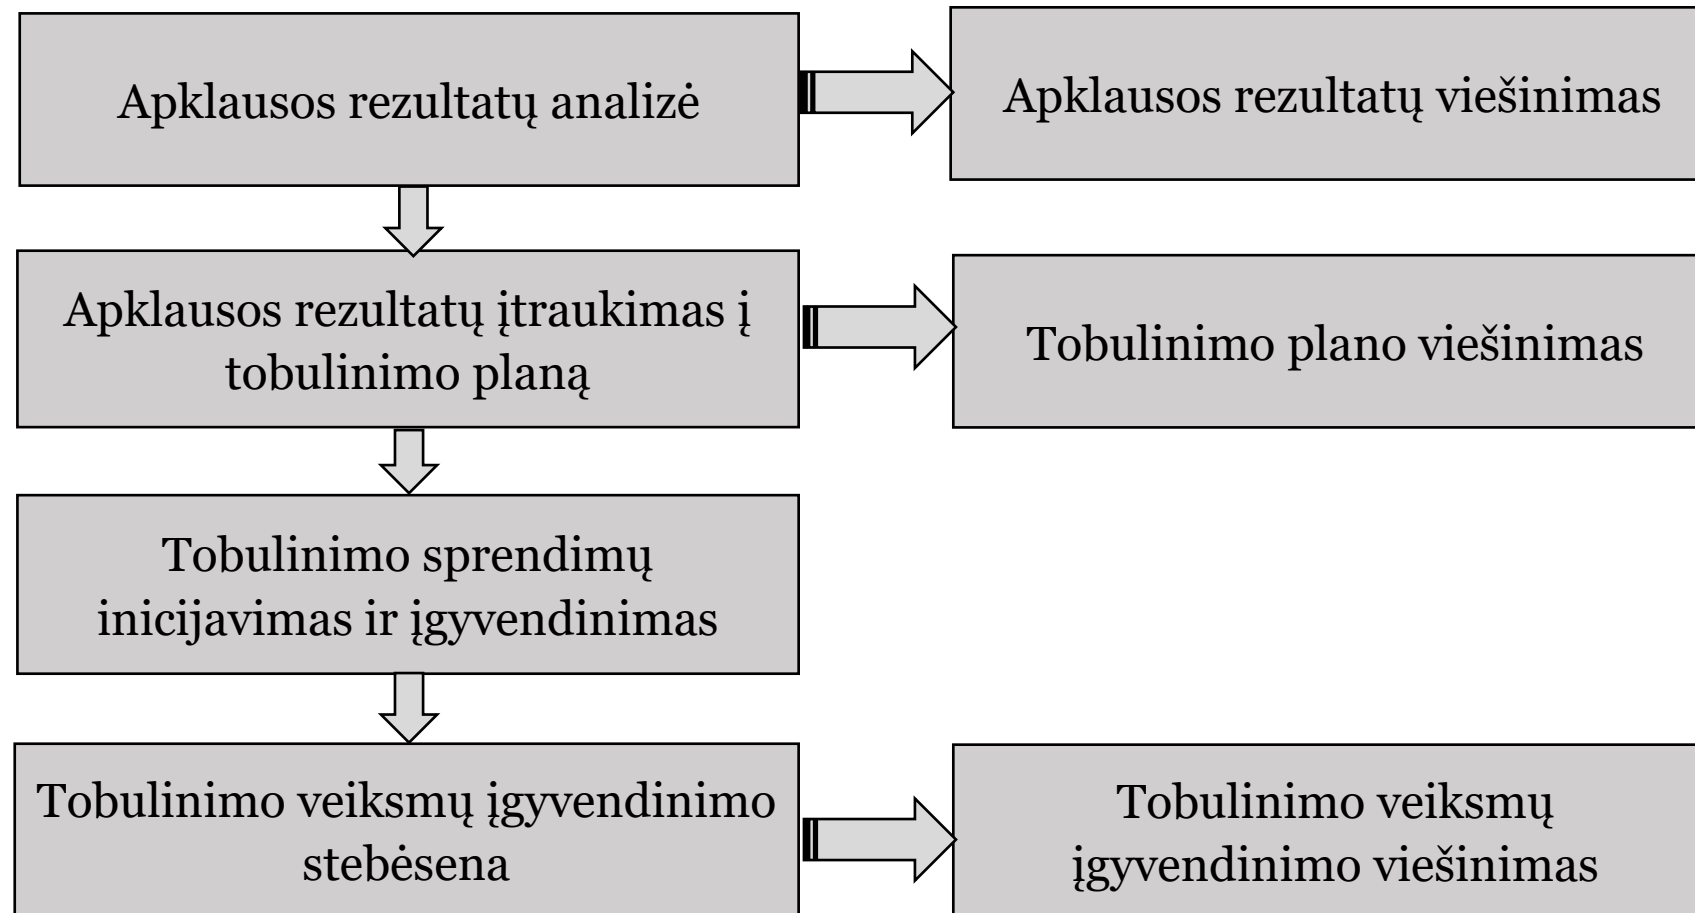 Apklausos rezultatų analizė
Apklausos rezultatų viešinimas
Apklausos rezultatų įtraukimas į
tobulinimo planą
Tobulinimo plano viešinimas
Tobulinimo sprendimų
inicijavimas ir įgyvendinimas
Tobulinimo veiksmų įgyvendinimo
stebėsena
Tobulinimo veiksmų
įgyvendinimo viešinimas